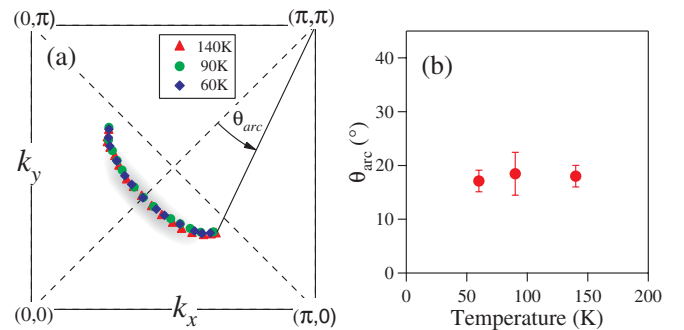 (0,π)
(π,π)
(a)
140K
90K
60K
θarc
ky
(0,0)
kx
(π,0)
(b)
40
30
20
10
0
θarc (°)
0
50
100
150
200
Temperature (K)